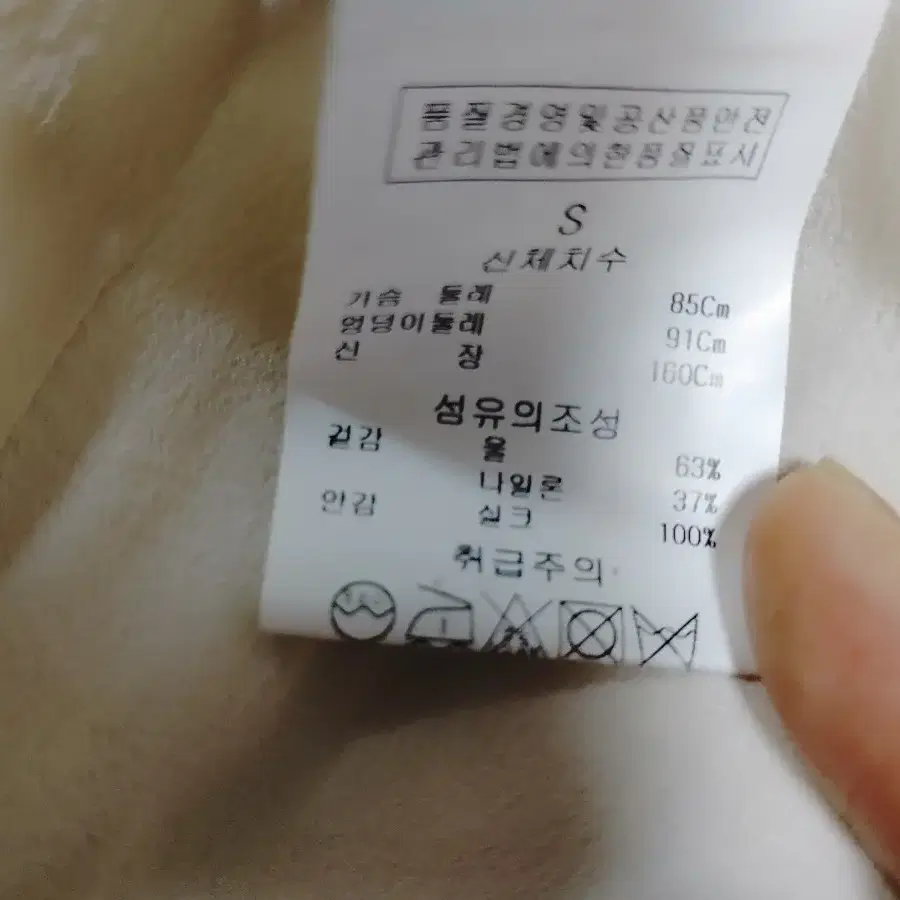 품질경영및공산품안전
관리법에의한품질표시
S
신체치수
가슴 둘레 85Cm
엉덩이둘레 91Cm
신 장 160Cm
섬유의조성
겉감 울 63%
나일론 37%
안감 실크 100%
취급주의